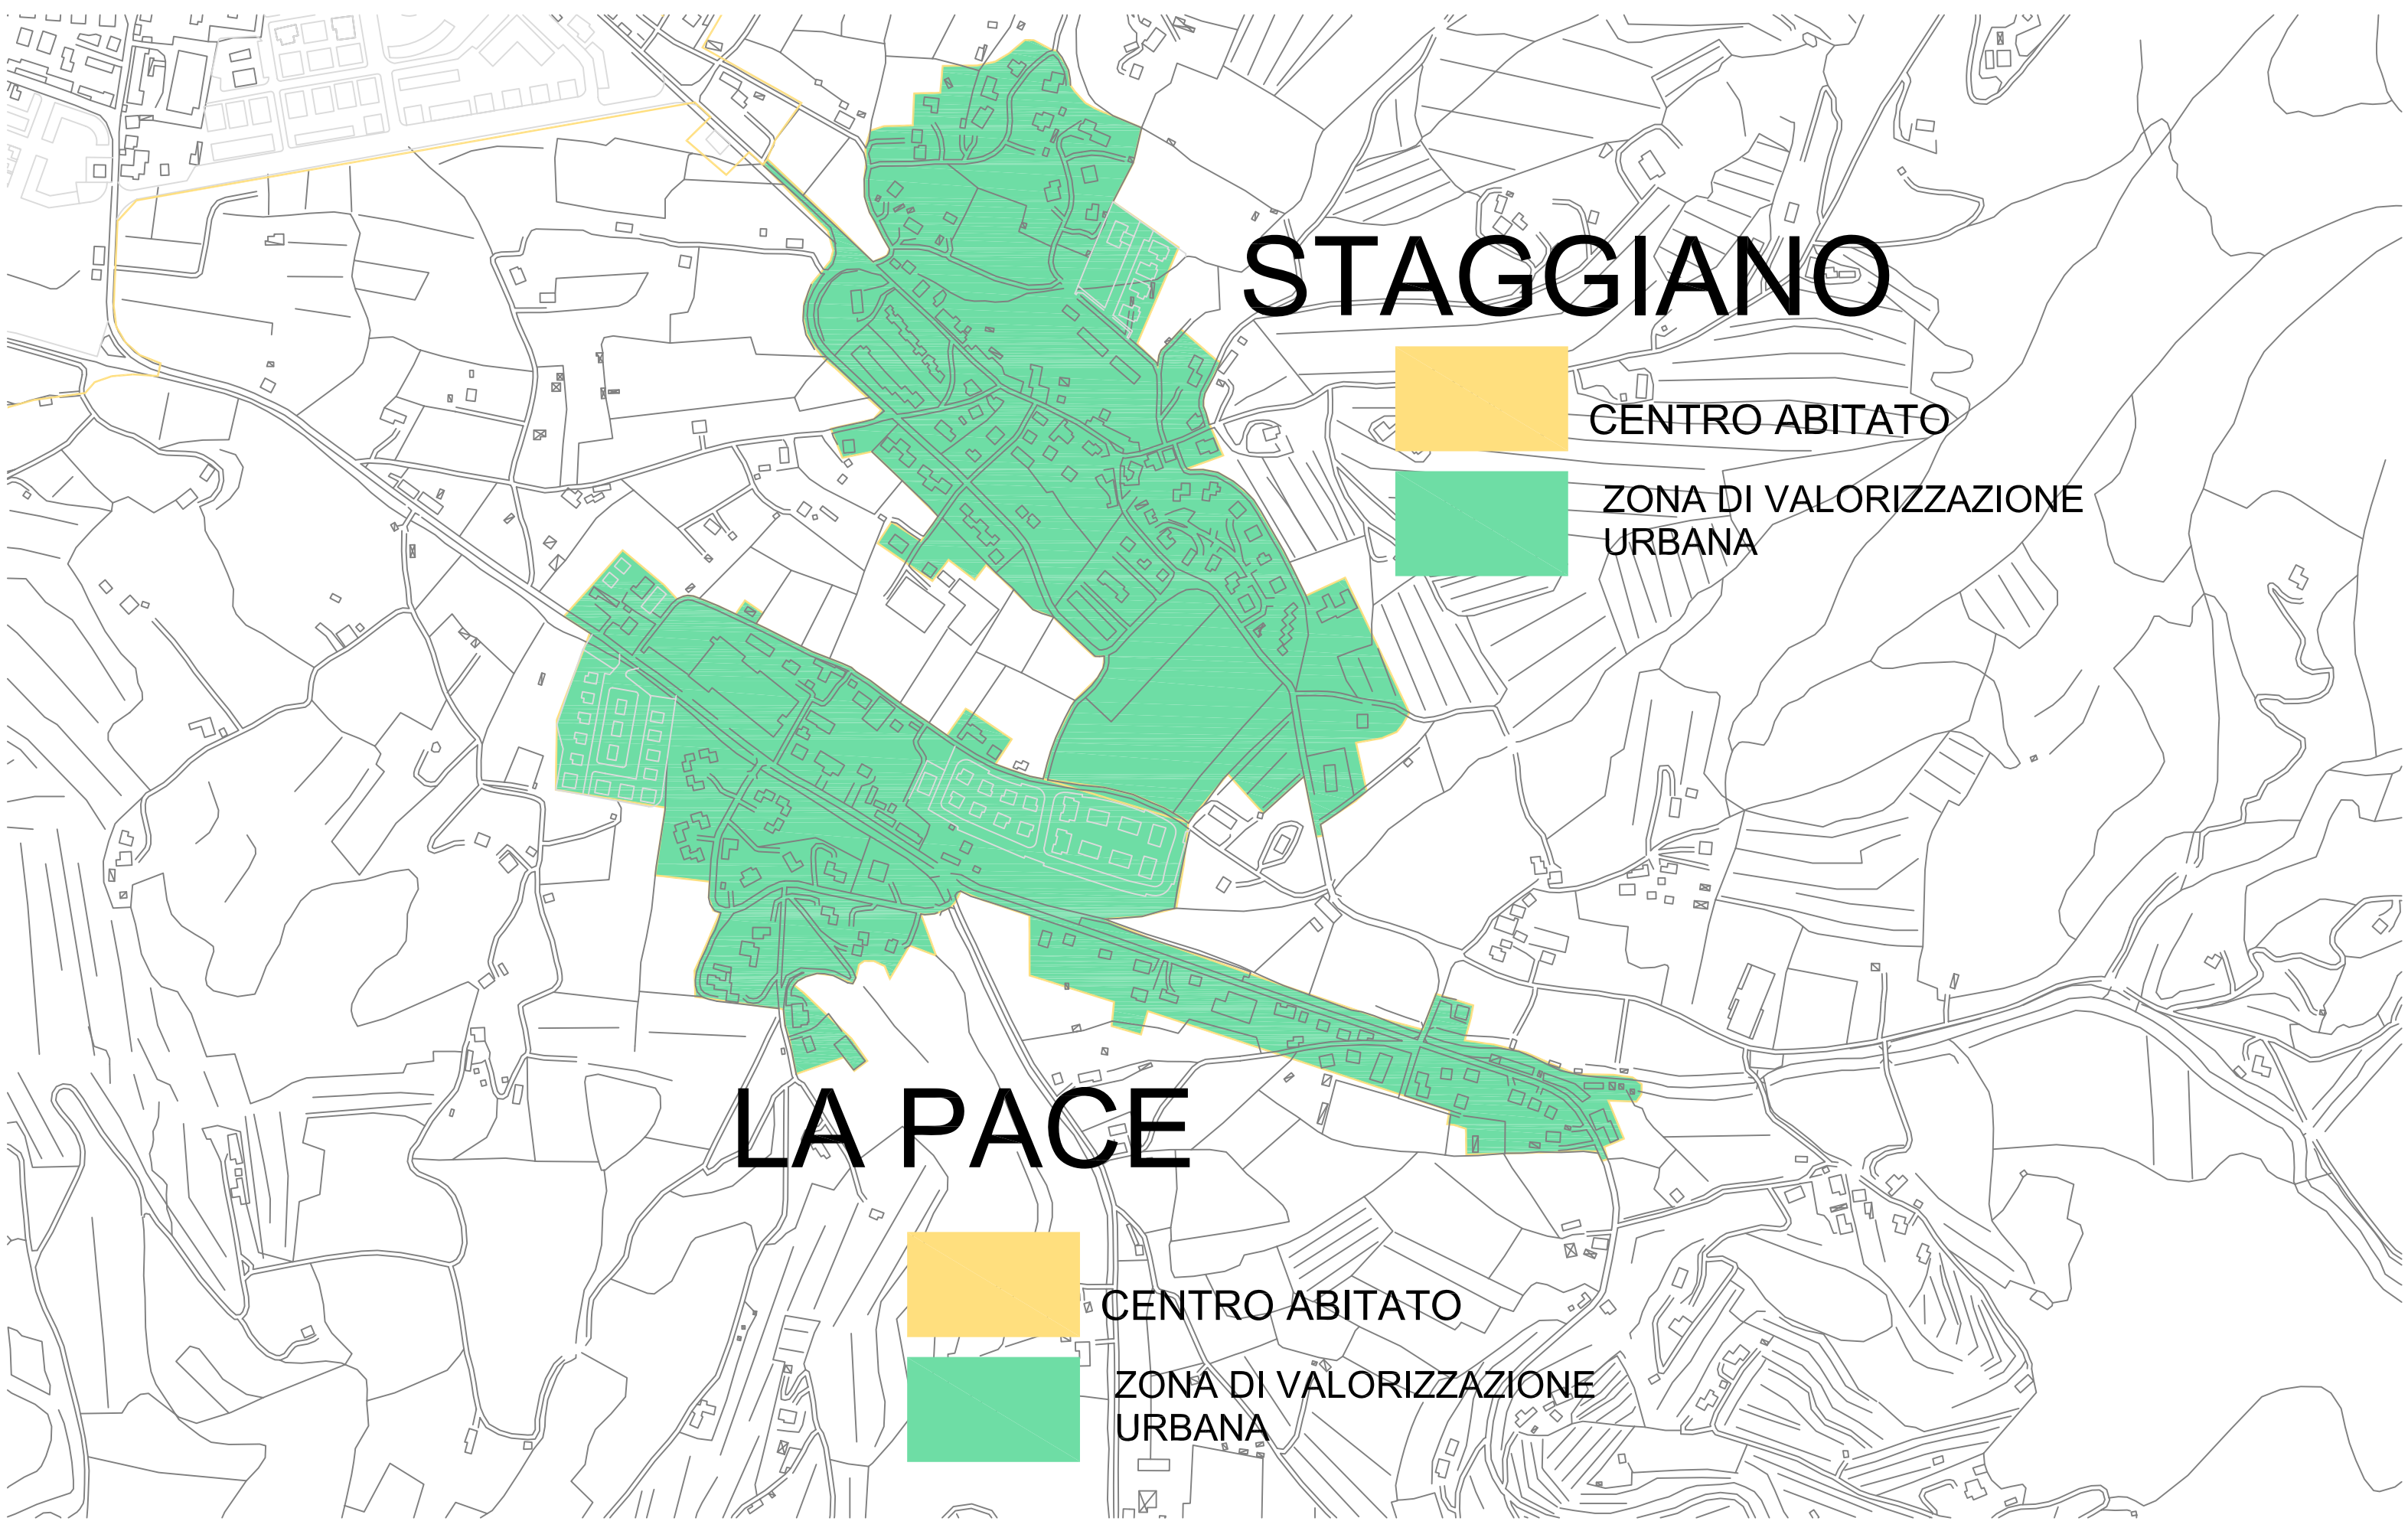 STAGGIANO
CENTRO ABITATO
ZONA DI VALORIZZAZIONE
URBANA
LA PACE
CENTRO ABITATO
ZONA DI VALORIZZAZIONE
URBANA